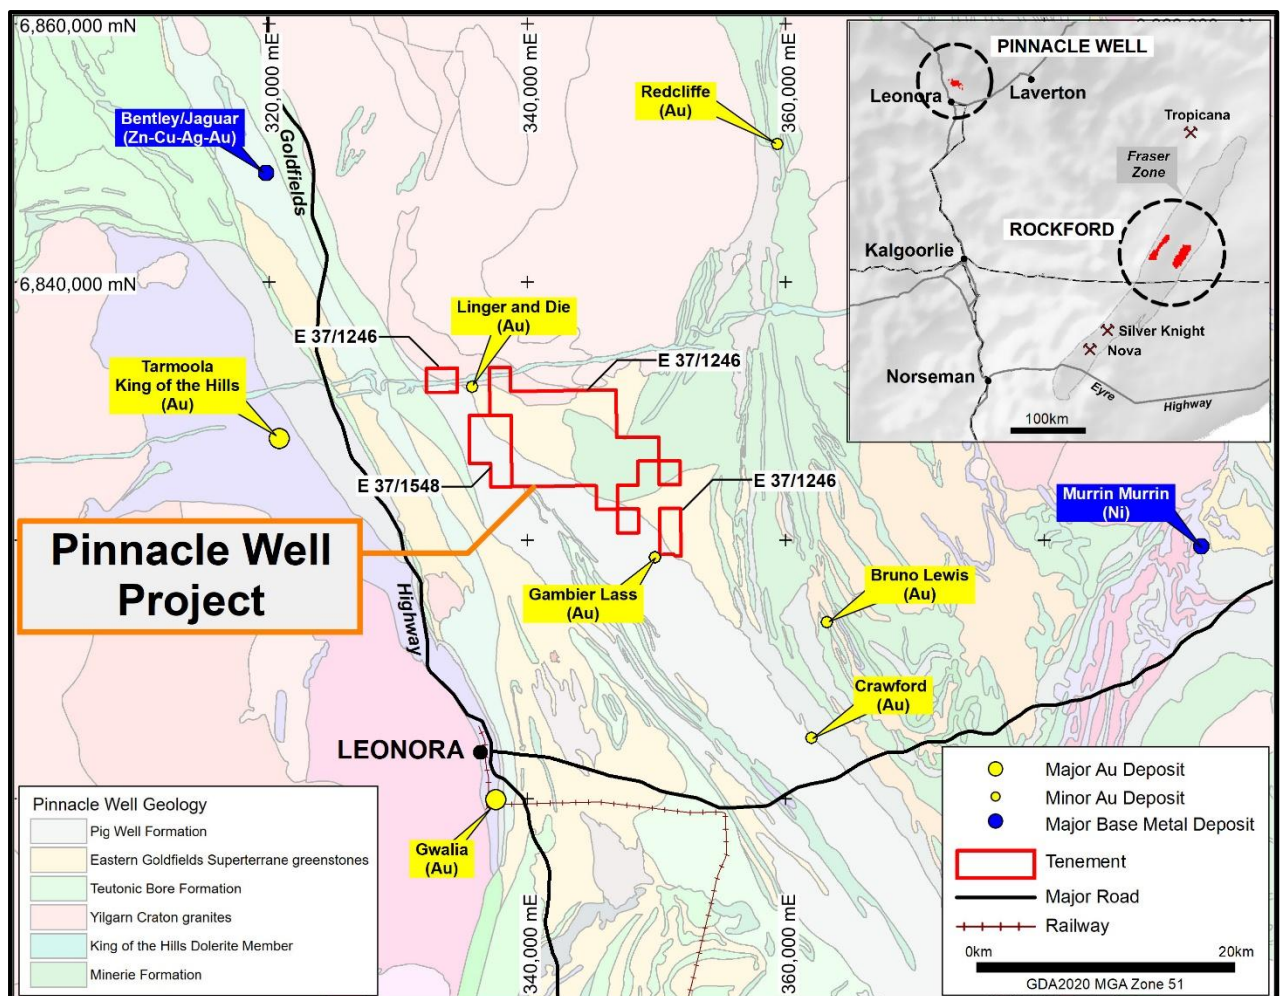 6,860,000 mN
320,000 mE
340,000 mE
360,000 mE
Bentley/Jaguar
(Zn-Cu-Ag-Au)
Goldfields
Redcliffe
(Au)
PINNACLE WELL
Leonora
Laverton
Tropicana
Fraser
Zone
ROCKFORD
Kalgoorlie
Silver Knight
Nova
Norseman
Eyre
Highway
100km
6,840,000 mN
Linger and Die
(Au)
E 37/1246
E 37/1246
Tarmoola
King of the Hills
(Au)
E 37/1548
E 37/1246
Murrin Murrin
(Ni)
Pinnacle Well
Project
Gambier Lass
(Au)
Bruno Lewis
(Au)
Highway
Crawford
(Au)
LEONORA
Gwalia
(Au)
Pinnacle Well Geology
Pig Well Formation
Eastern Goldfields Superterrane greenstones
Teutonic Bore Formation
Yilgarn Craton granites
King of the Hills Dolerite Member
Minerie Formation
340,000 mE
360,000 mE
Major Au Deposit
Minor Au Deposit
Major Base Metal Deposit
Tenement
Major Road
Railway
0km
20km
GDA2020 MGA Zone 51